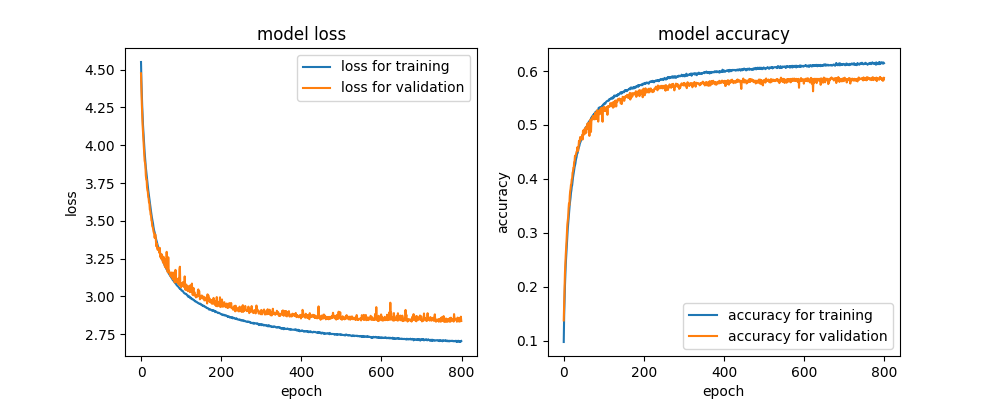 model loss
4.50
4.25
4.00
3.75
3.50
3.25
3.00
2.75
loss
0 200 400 600 800
epoch
loss for training
loss for validation
model accuracy
0.6
0.5
0.4
0.3
0.2
0.1
accuracy
0 200 400 600 800
epoch
accuracy for training
accuracy for validation